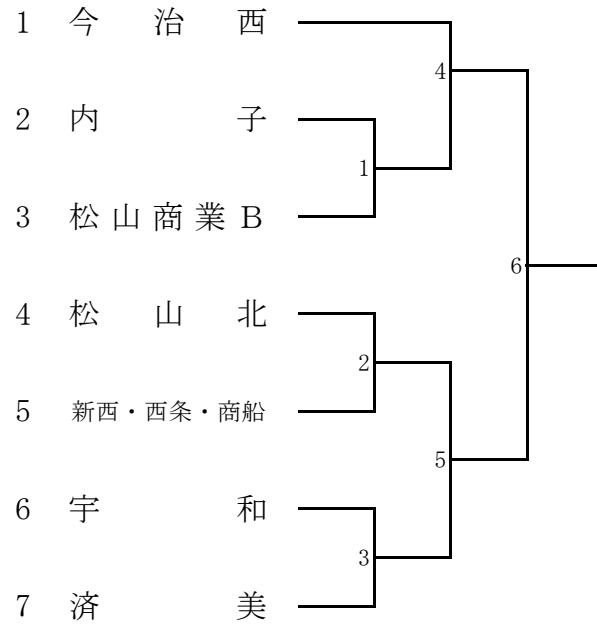 1 今治西
4
2 内子
1
3 松山商業B
6
4 松山北
2
5 新西・西条・商船
5
6 宇和
3
7 済美